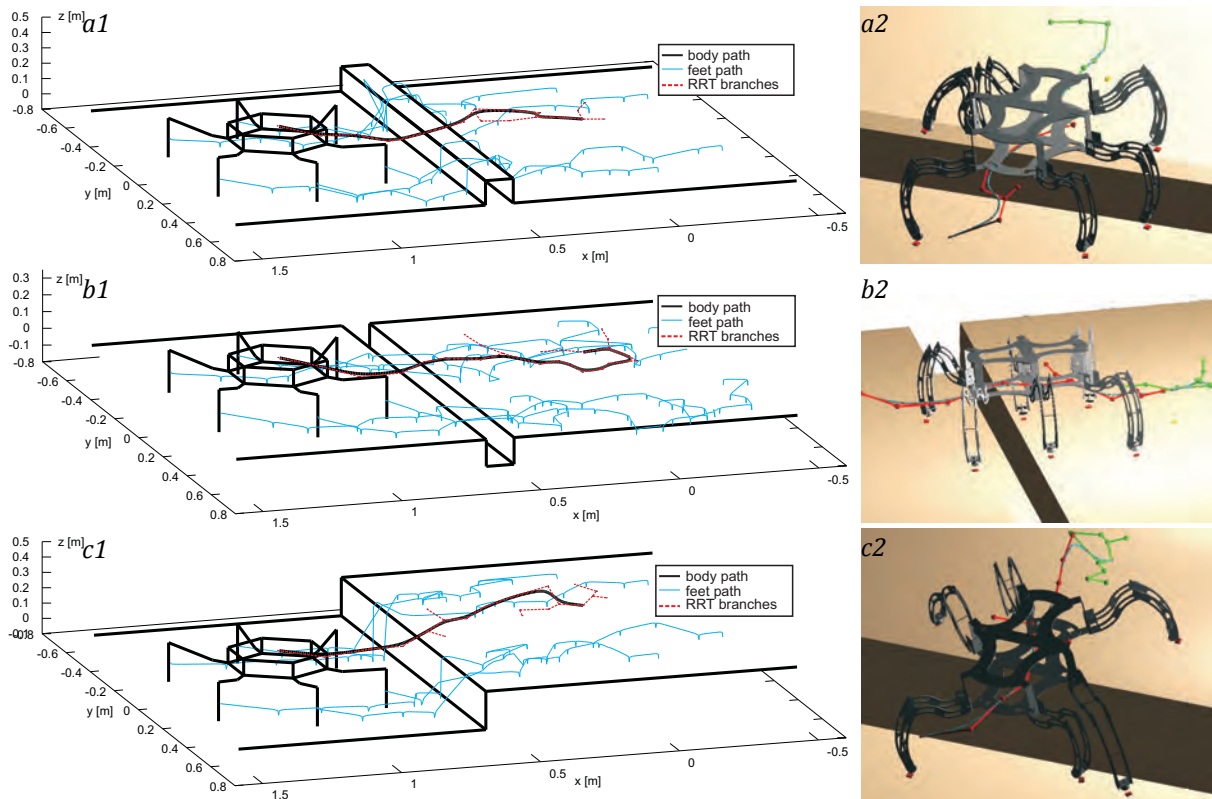 a1
z [m]
0.5
0.4
0.3
0.2
0.1
0
-0.8
-0.6
-0.4
-0.2
0
0.2
0.4
0.6
0.8
y [m]
1.5
1
0.5
0
-0.5
x [m]
body path
feet path
RRT branches
a2
b1
z [m]
0.3
0.2
0.1
0
-0.1
-0.8
-0.6
-0.4
-0.2
0
0.2
0.4
0.6
0.8
y [m]
1.5
1
0.5
0
-0.5
x [m]
body path
feet path
RRT branches
b2
c1
z [m]
0.5
0.4
0.3
0.2
0.1
0
-0.1
-0.8
-0.6
-0.4
-0.2
0
0.2
0.4
0.6
0.8
y [m]
1.5
1
0.5
0
-0.5
x [m]
body path
feet path
RRT branches
c2